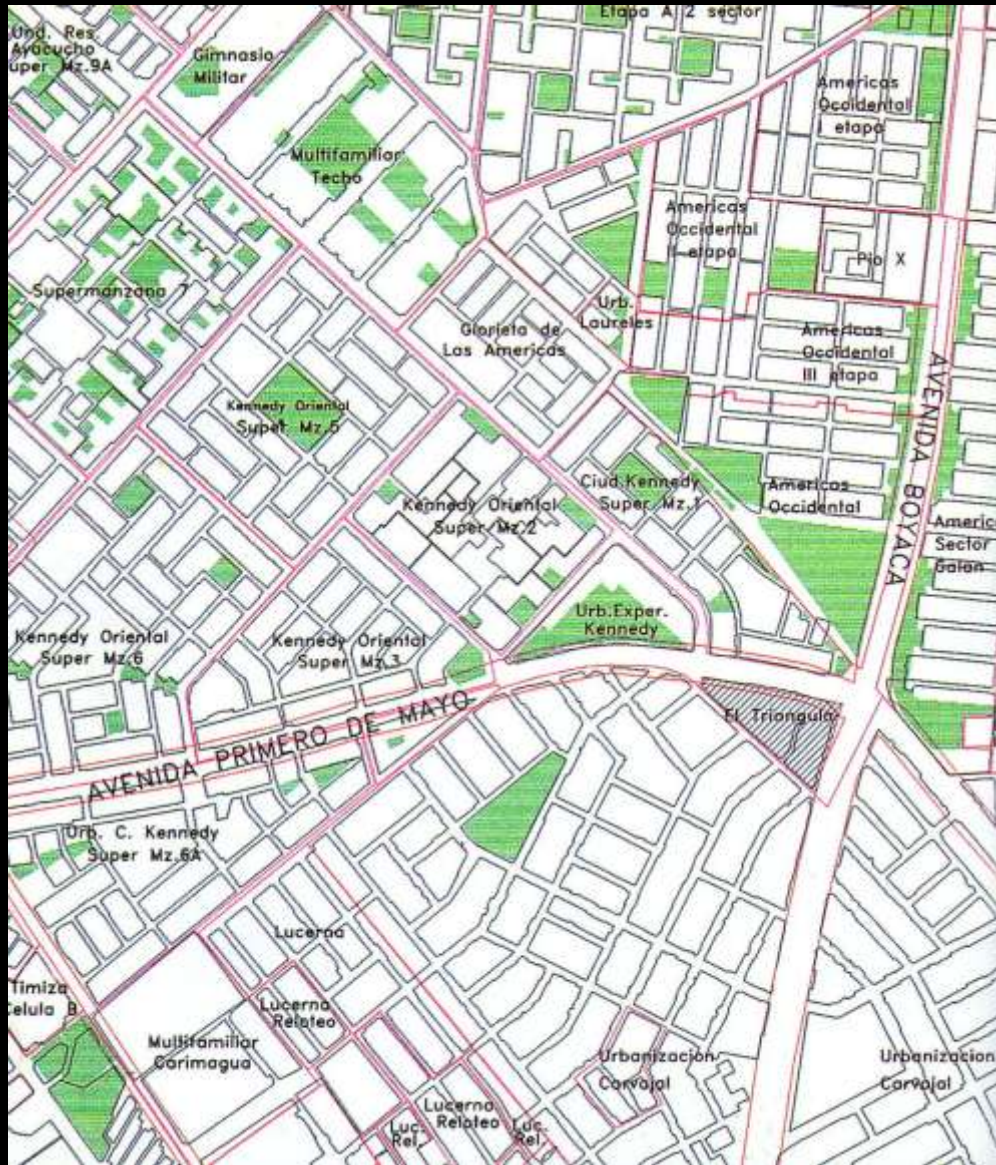 Etapa A 2 sector
Und. Res.
Ayacucho
uper Mz.9A
Gimnasio
Militar
Americas
Occidental
I etapa
Multifamiliar
Techo
Americas
Occidental
II etapa
Pio X
Supermanzana 7
Urb.
Laureles
Glorieta de
Las Americas
Americas
Occidental
III etapa
AVENIDA BOYACA
Kennedy Oriental
Super Mz.5
Ciud.Kennedy
Super Mz.1
Americas
Occidental
Kennedy Oriental
Super Mz.2
Americ
Sector
Galan
Urb.Exper.
Kennedy
Kennedy Oriental
Super Mz.6
Kennedy Oriental
Super Mz.3
El Triangulo
AVENIDA PRIMERO DE MAYO
Urb. C. Kennedy
Super Mz.6A
Lucerna
Timiza
Celula B
Lucerna
Reloteo
Multifamiliar
Carimagua
Urbanizacion
Carvajal
Urbanizacion
Carvajal
Lucerna
Reloteo
Luc.
Rel.
Luc.
Rel.